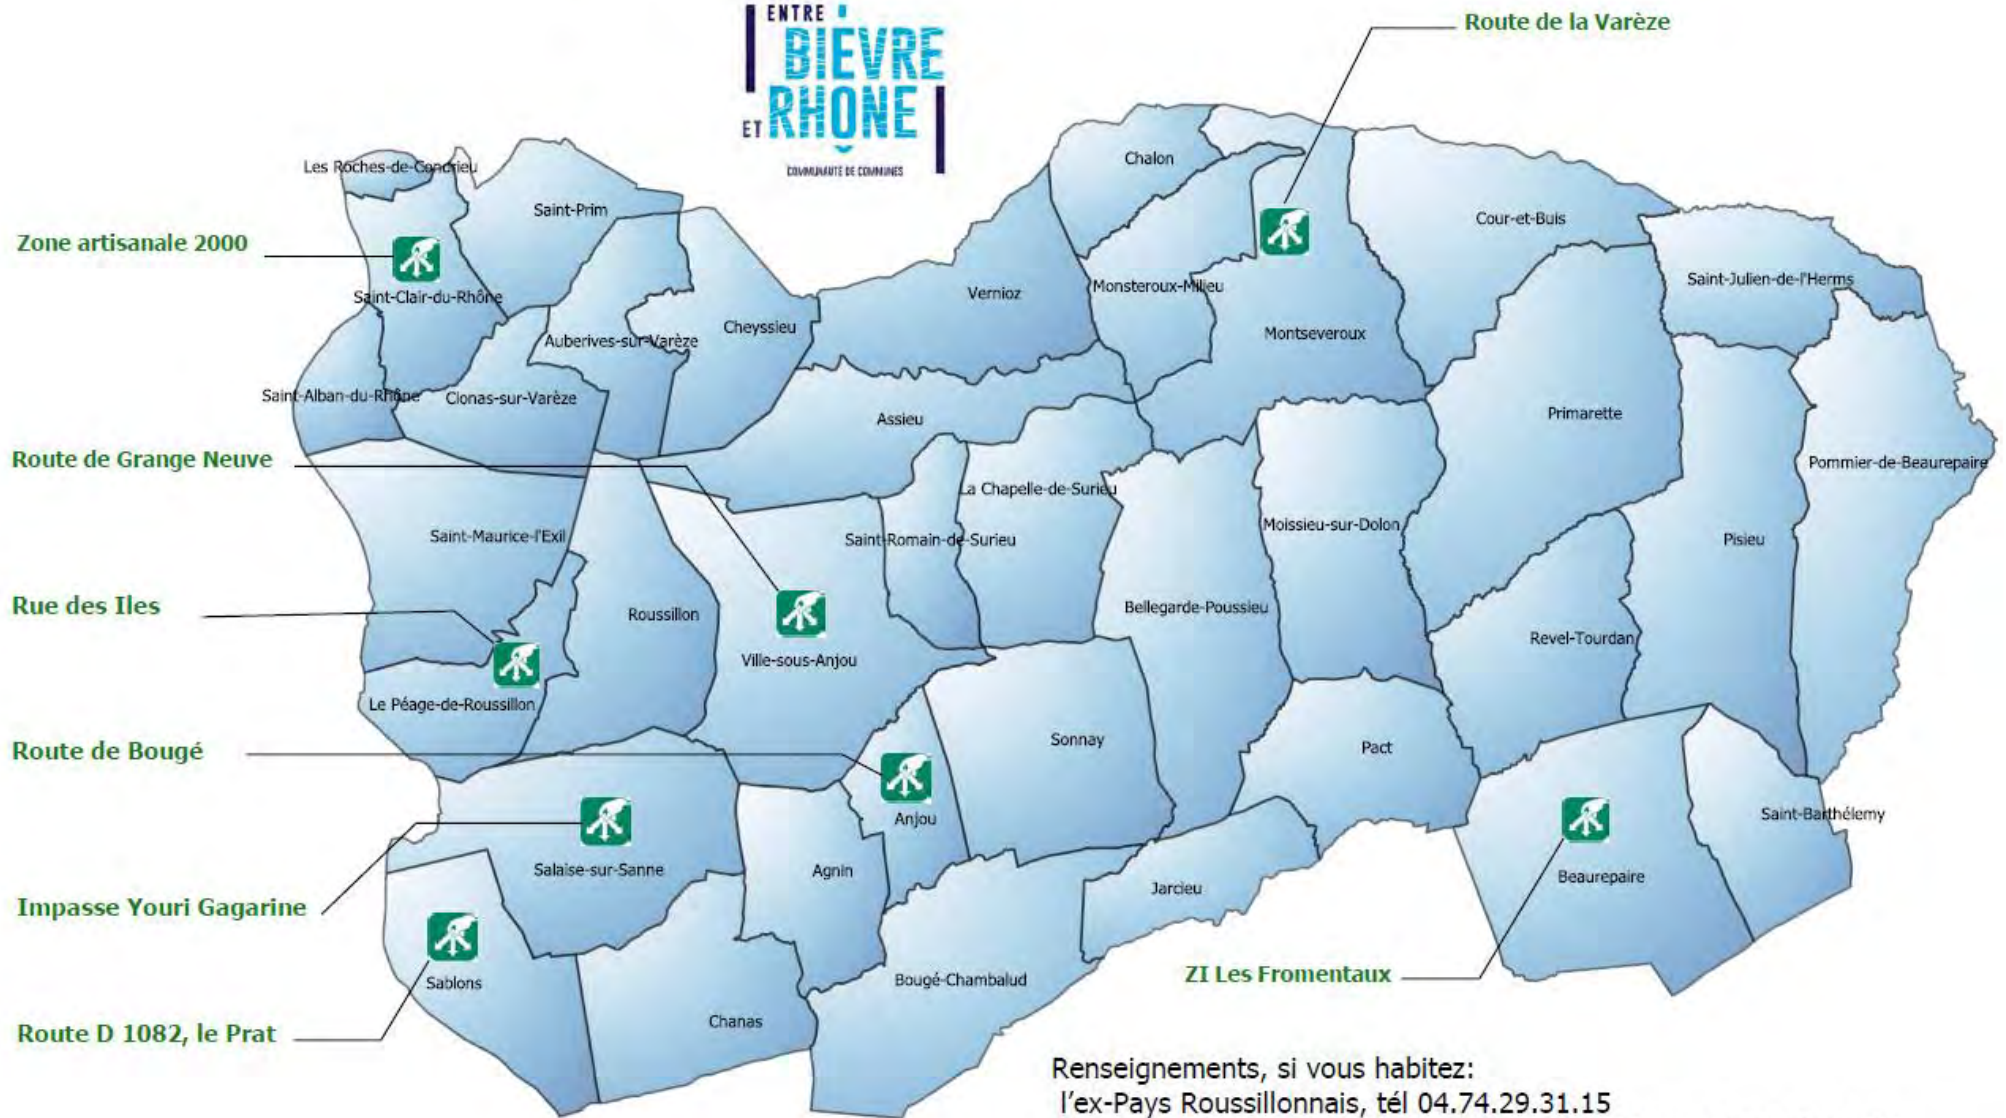 ENTRE
BIÈVRE
ET RHÔNE
COMMUNAUTÉ DE COMMUNES
Route de la Varèze
Chalon
Les Roches-de-Condrieu
Saint-Prim
Cour-et-Buis
Zone artisanale 2000
Saint-Julien-de-l'Herms
Monsteroux-Milieu
Vernioz
Saint-Clair-du-Rhône
Cheyssieu
Montseveroux
Auberives-sur-Varèze
Saint-Alban-du-Rhône
Clonas-sur-Varèze
Primarette
Assieu
Route de Grange Neuve
Pommier-de-Beaurepaire
La Chapelle-de-Surieu
Moissieu-sur-Dolon
Saint-Maurice-l'Exil
Saint-Romain-de-Surieu
Pisieu
Rue des Iles
Bellegarde-Poussieu
Roussillon
Revel-Tourdan
Ville-sous-Anjou
Le Péage-de-Roussillon
Sonnay
Pact
Route de Bougé
Saint-Barthélemy
Anjou
Salaise-sur-Sanne
Agnin
Beaurepaire
Jarcieu
Impasse Youri Gagarine
ZI Les Fromentaux
Bougé-Chambalud
Sablons
Chanas
Route D 1082, le Prat
Renseignements, si vous habitez:
l'ex-Pays Roussillonnais, tél 04.74.29.31.15